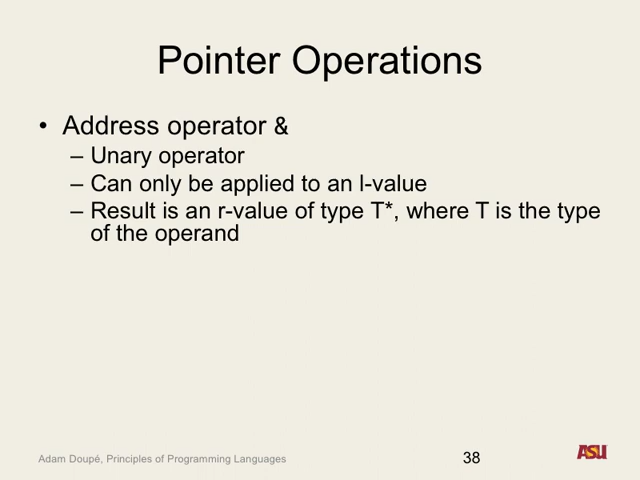 Pointer Operations
• Address operator &
– Unary operator
– Can only be applied to an l-value
– Result is an r-value of type T*, where T is the type
of the operand
Adam Doupé, Principles of Programming Languages
38
ASU